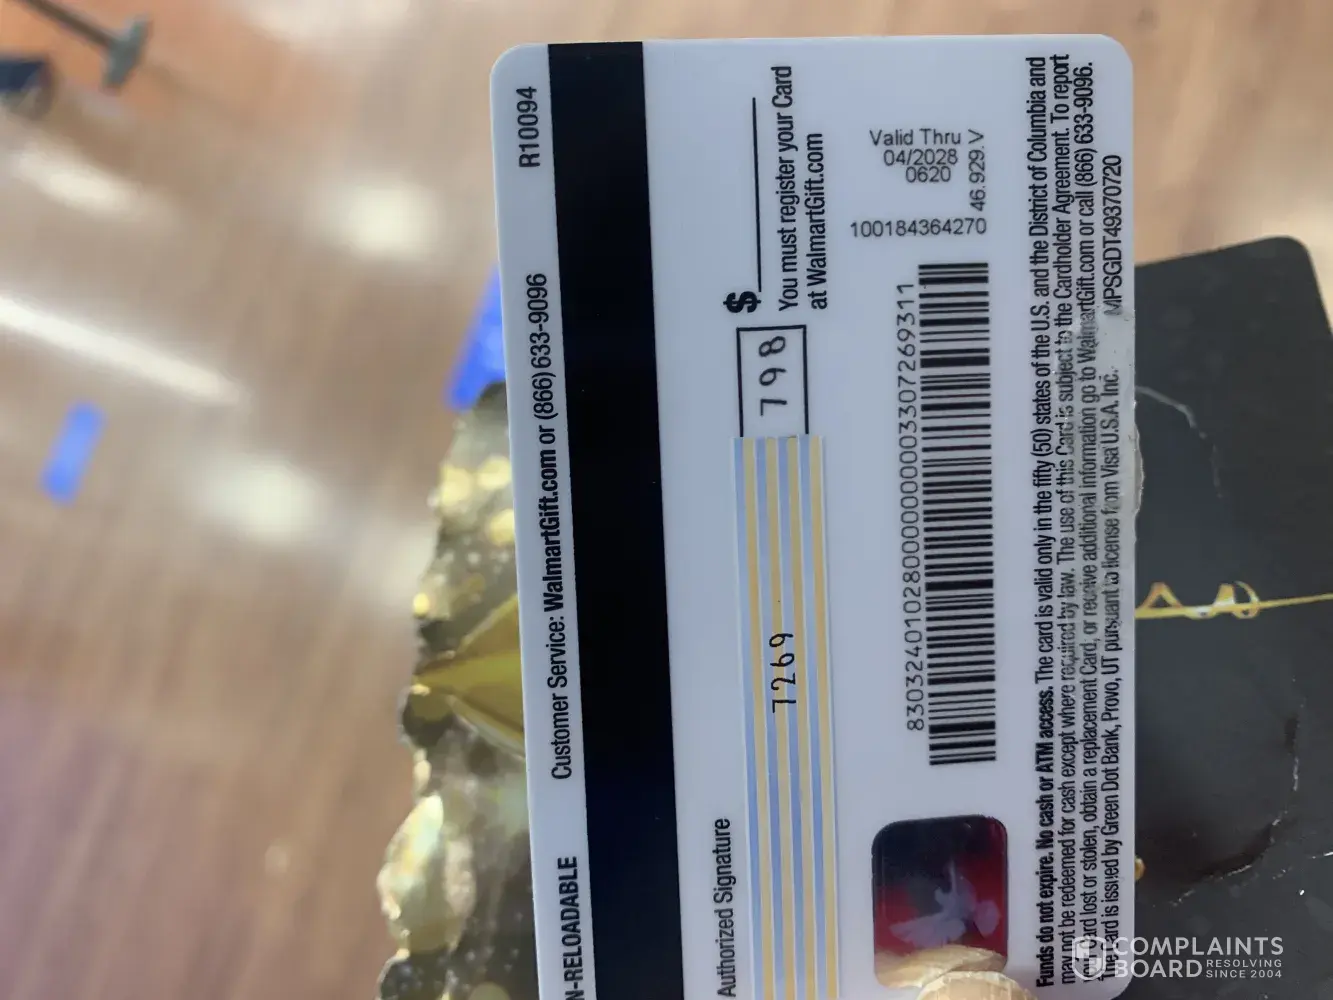 N-RELOADABLE
Customer Service: WalmartGift.com or (866) 633-9096
R10094
Authorized Signature
7269
798
$
You must register your Card
at WalmartGift.com
Valid Thru V
04/2028
0620
46.929.
100184364270
Funds do not expire. No cash or ATM access. The card is valid only in the fifty (50) states of the U.S. and the District of Columbia and
may not be redeemed for cash except where required by law. The use of this Card is subject to the Cardholder Agreement. To report
lost or stolen, obtain a replacement Card, or receive additional information go to WalmartGift.com or call (866) 633-9096.
is issued by Green Dot Bank, Provo, UT pursuant to license from Visa U.S.A. Inc. MPSGDT49370720
COMPLAINTS
BOARD RESOLVING
SINCE 2004